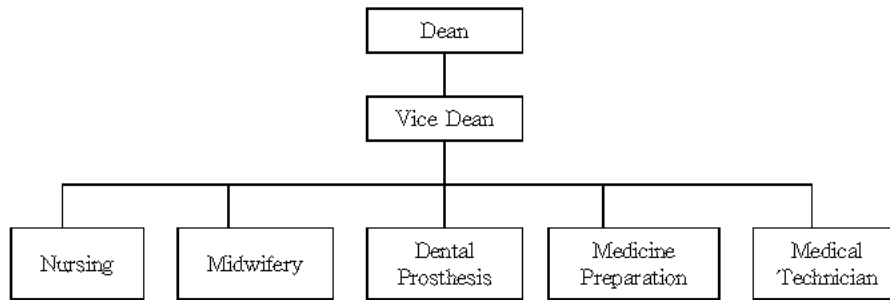 Dean
Vice Dean
Nursing
Midwifery
Dental
Prosthesis
Medicine
Preparation
Medical
Technician